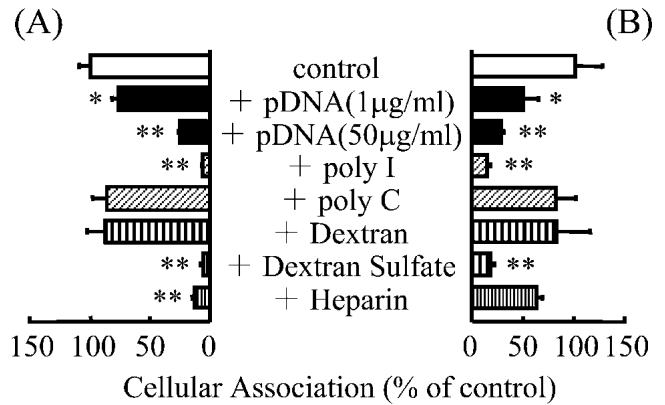 (A) (B)
control
* + pDNA(1μg/ml) *
** + pDNA(50μg/ml) **
** + poly I **
+ poly C
+ Dextran
** + Dextran Sulfate **
** + Heparin
150 100 50 0 0 50 100 150
Cellular Association (% of control)